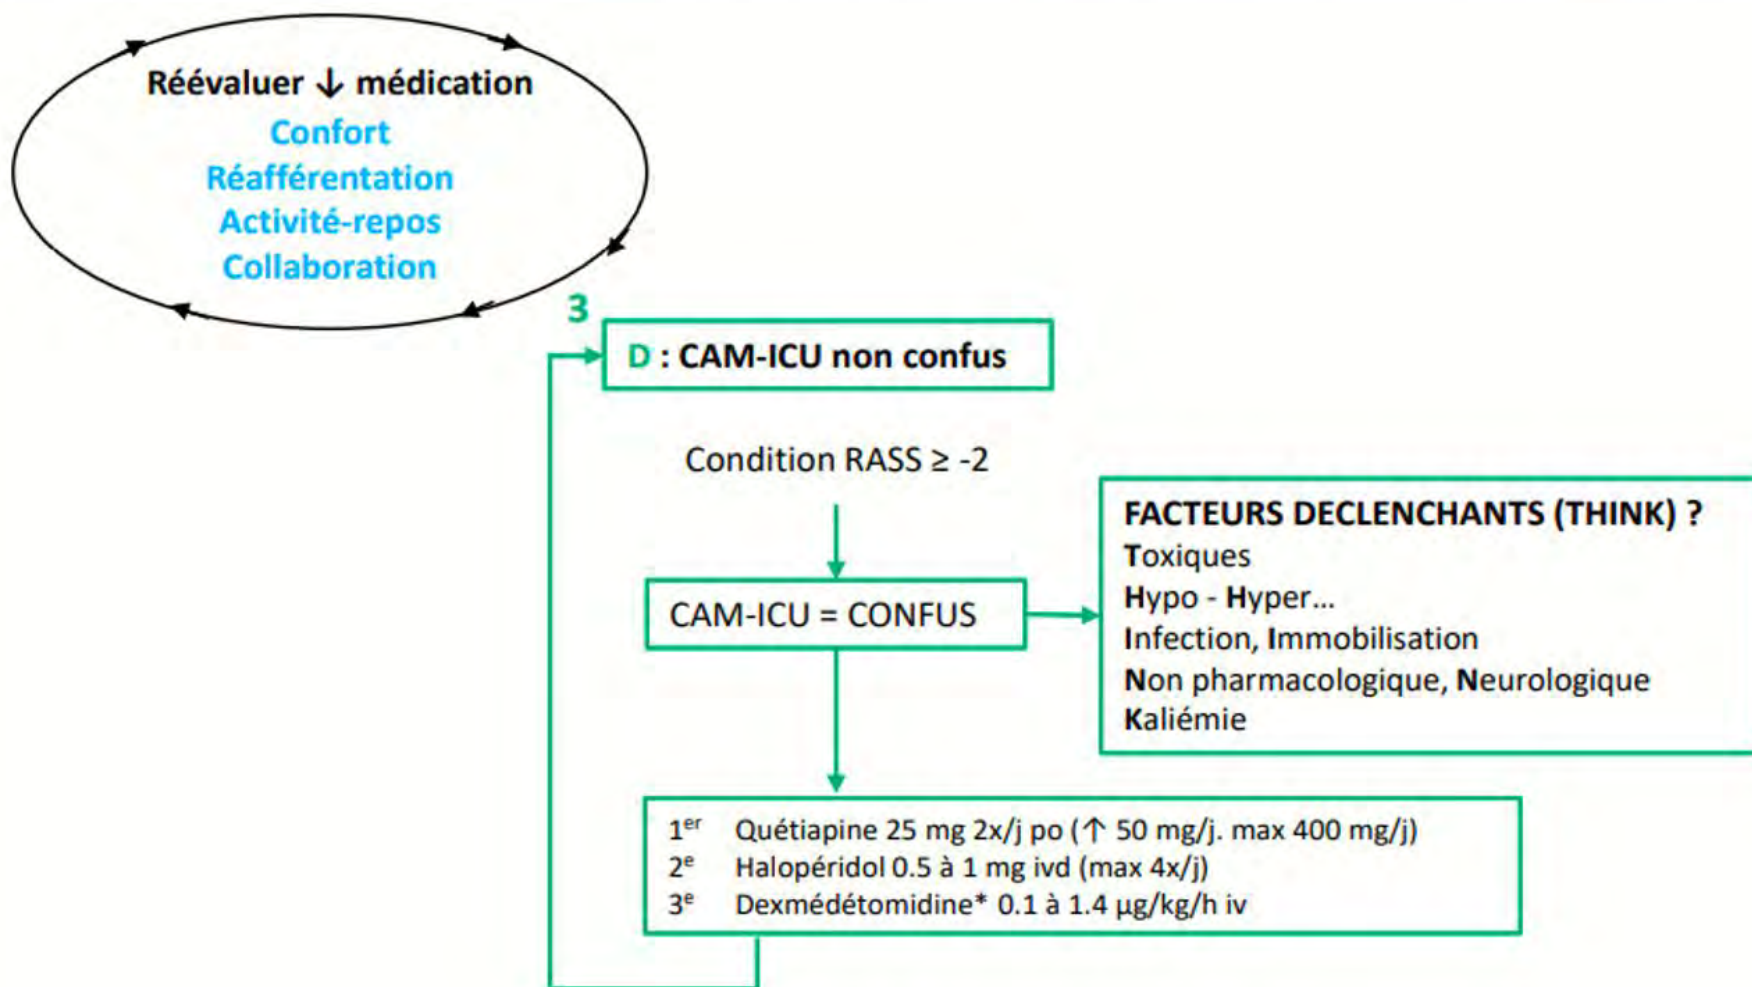 Réévaluer ↓ médication
Confort
Réafférentation
Activité-repos
Collaboration
3
D : CAM-ICU non confus
Condition RASS ≥ -2
CAM-ICU = CONFUS
FACTEURS DECLENCHANTS (THINK) ?
Toxiques
Hypo - Hyper...
Infection, Immobilisation
Non pharmacologique, Neurologique
Kaliémie
1er Quétiapine 25 mg 2x/j po (↑ 50 mg/j. max 400 mg/j)
2e Halopéridol 0.5 à 1 mg ivd (max 4x/j)
3e Dexmédétomidine* 0.1 à 1.4 µg/kg/h iv